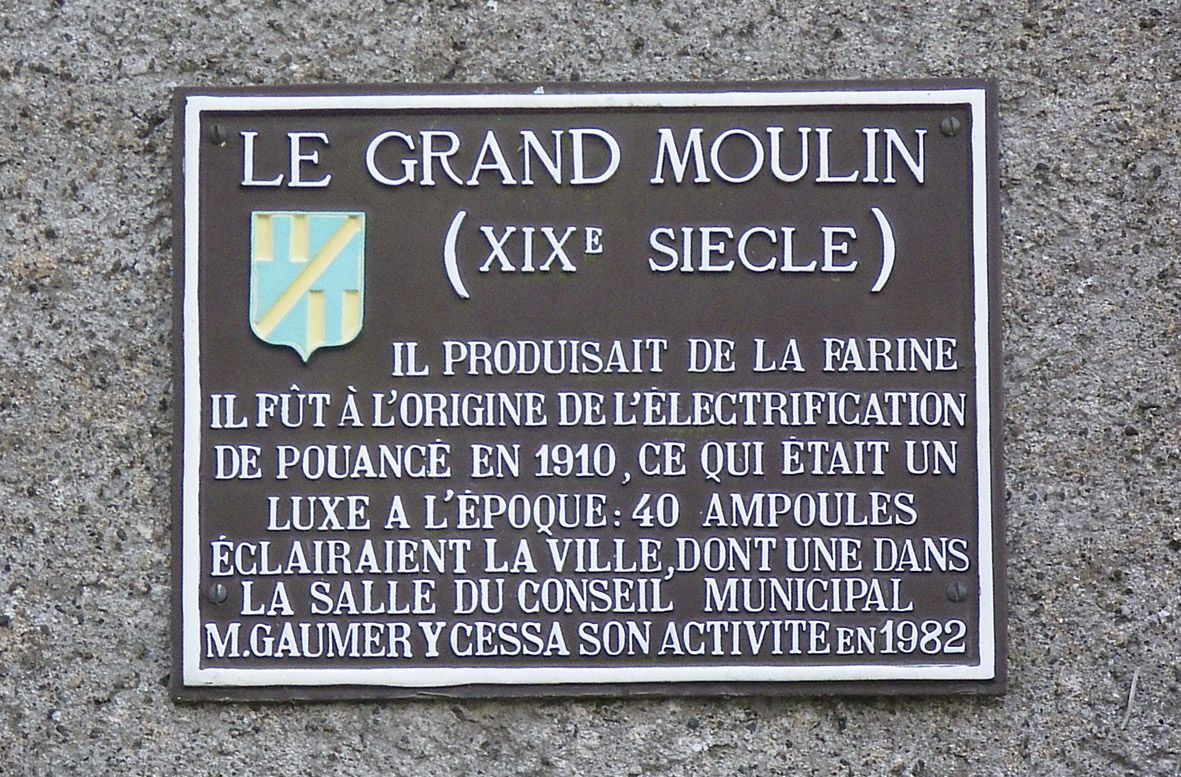 LE GRAND MOULIN
(XIXE SIECLE)
IL PRODUISAIT DE LA FARINE
IL FÛT À L'ORIGINE DE L'ÉLECTRIFICATION
DE POUANCÉ EN 1910, CE QUI ÉTAIT UN
LUXE A L'ÉPOQUE : 40 AMPOULES
ÉCLAIRAIENT LA VILLE, DONT UNE DANS
LA SALLE DU CONSEIL MUNICIPAL
M. GAUMER Y CESSA SON ACTIVITE EN 1982